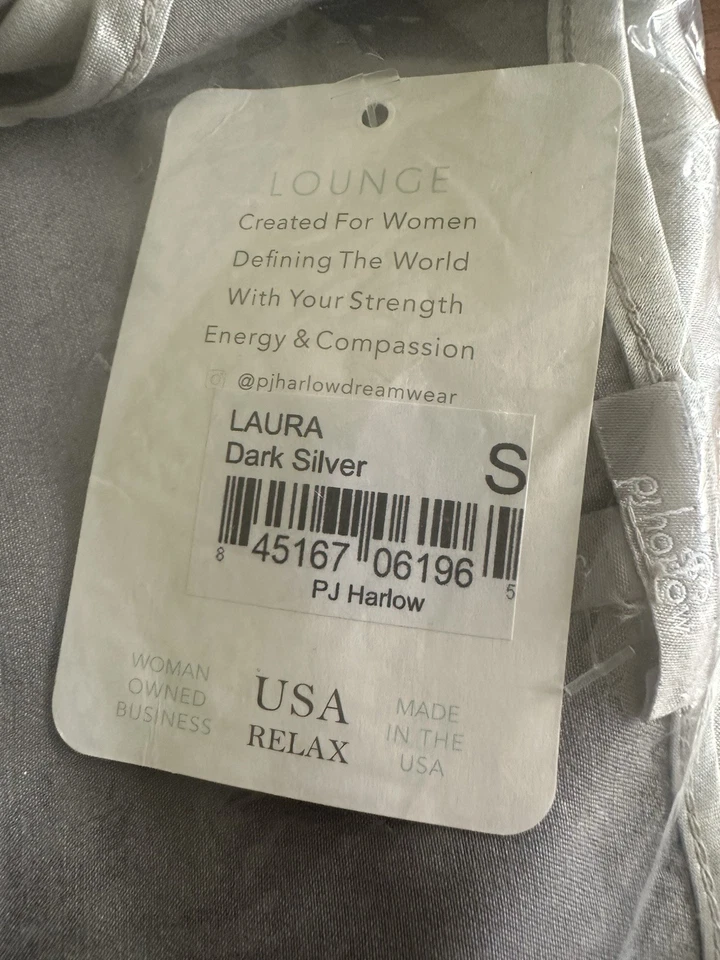 LOUNGE
Created For Women
Defining The World
With Your Strength
Energy & Compassion
@pjharlowdreamwear
LAURA
Dark Silver
S
8 45167 06196 5
PJ Harlow
WOMAN
OWNED
BUSINESS
USA
RELAX
MADE
IN THE
USA
pjharlow